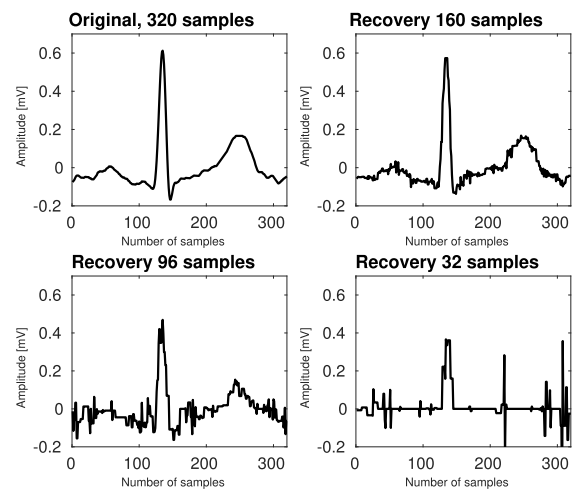 Original, 320 samples
0.6
0.4
0.2
0
-0.2
Amplitude [mV]
0 100 200 300
Number of samples
Recovery 160 samples
0.6
0.4
0.2
0
-0.2
Amplitude [mV]
0 100 200 300
Number of samples
Recovery 96 samples
0.6
0.4
0.2
0
-0.2
Amplitude [mV]
0 100 200 300
Number of samples
Recovery 32 samples
0.6
0.4
0.2
0
-0.2
Amplitude [mV]
0 100 200 300
Number of samples